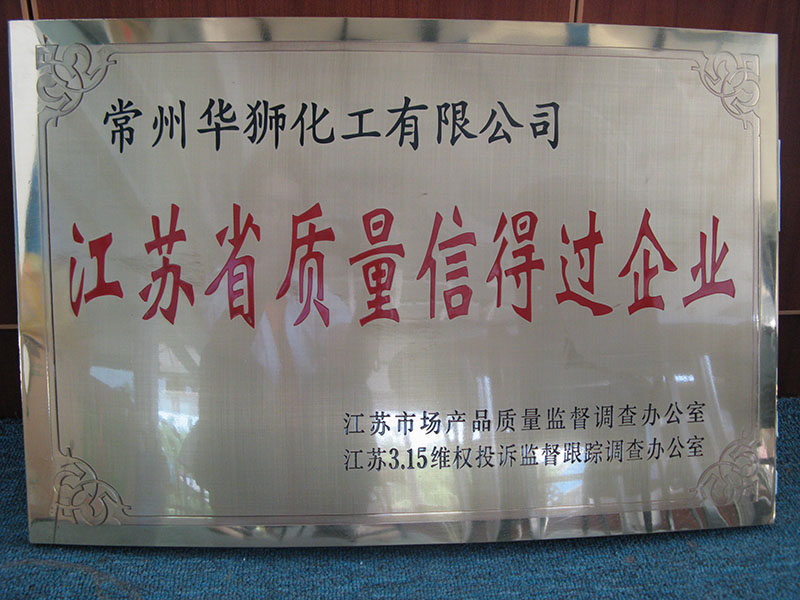 常州华狮化工有限公司
江苏省质量信得过企业
江苏市场产品质量监督调查办公室
江苏3.15维权投诉监督跟踪调查办公室